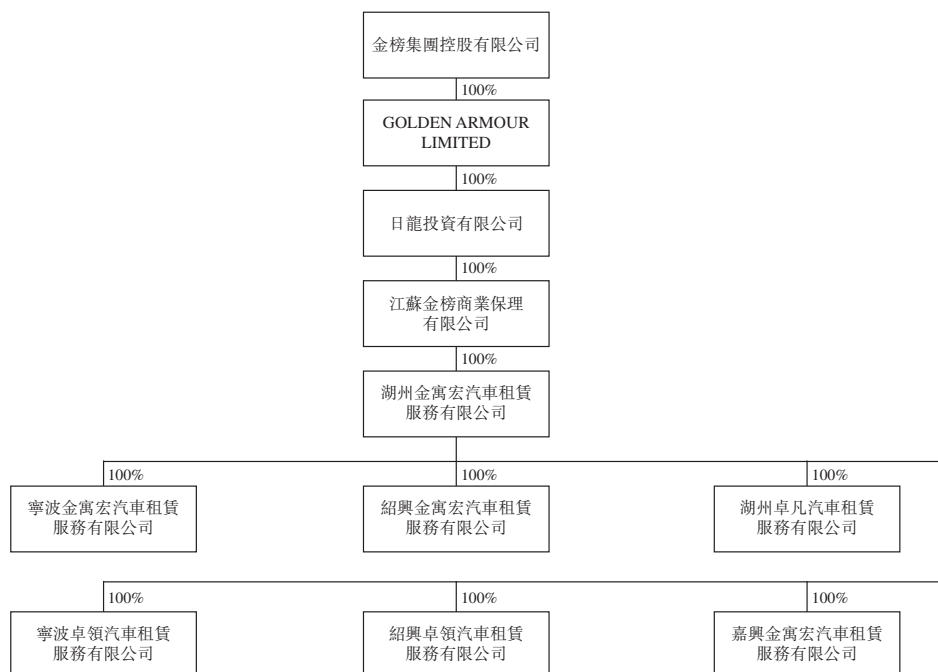 金榜集團控股有限公司
100%
GOLDEN ARMOUR
LIMITED
100%
日龍投資有限公司
100%
江蘇金榜商業保理
有限公司
100%
湖州金寓宏汽車租賃
服務有限公司
100%
100%
100%
寧波金寓宏汽車租賃
服務有限公司
紹興金寓宏汽車租賃
服務有限公司
湖州卓凡汽車租賃
服務有限公司
100%
100%
100%
寧波卓領汽車租賃
服務有限公司
紹興卓領汽車租賃
服務有限公司
嘉興金寓宏汽車租賃
服務有限公司